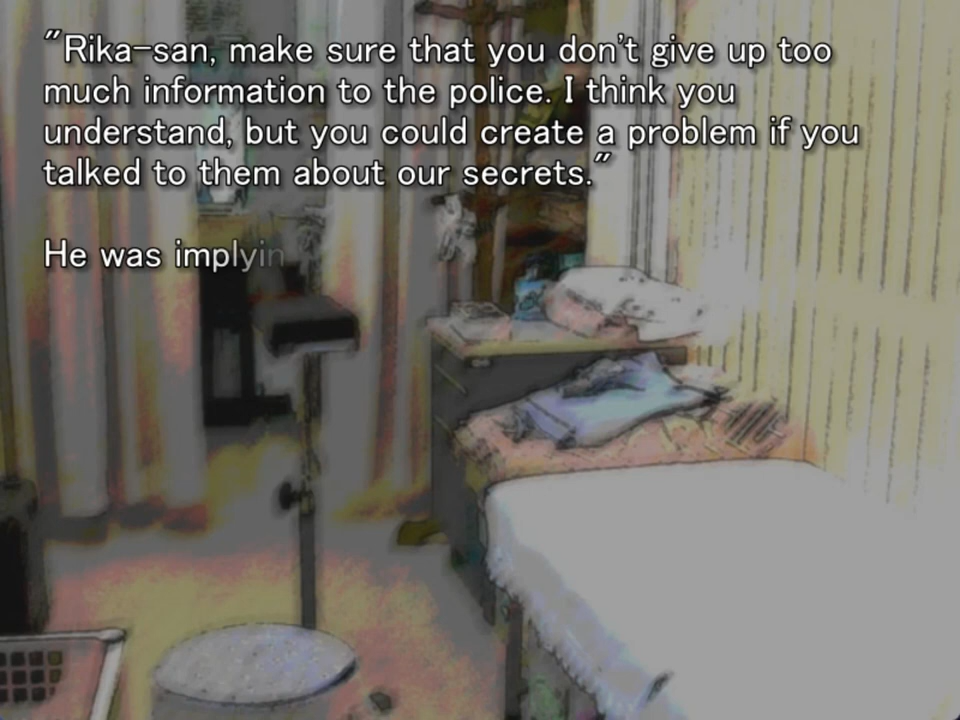 "Rika-san, make sure that you don't give up too
much information to the police. I think you
understand, but you could create a problem if you
talked to them about our secrets."
He was implyin